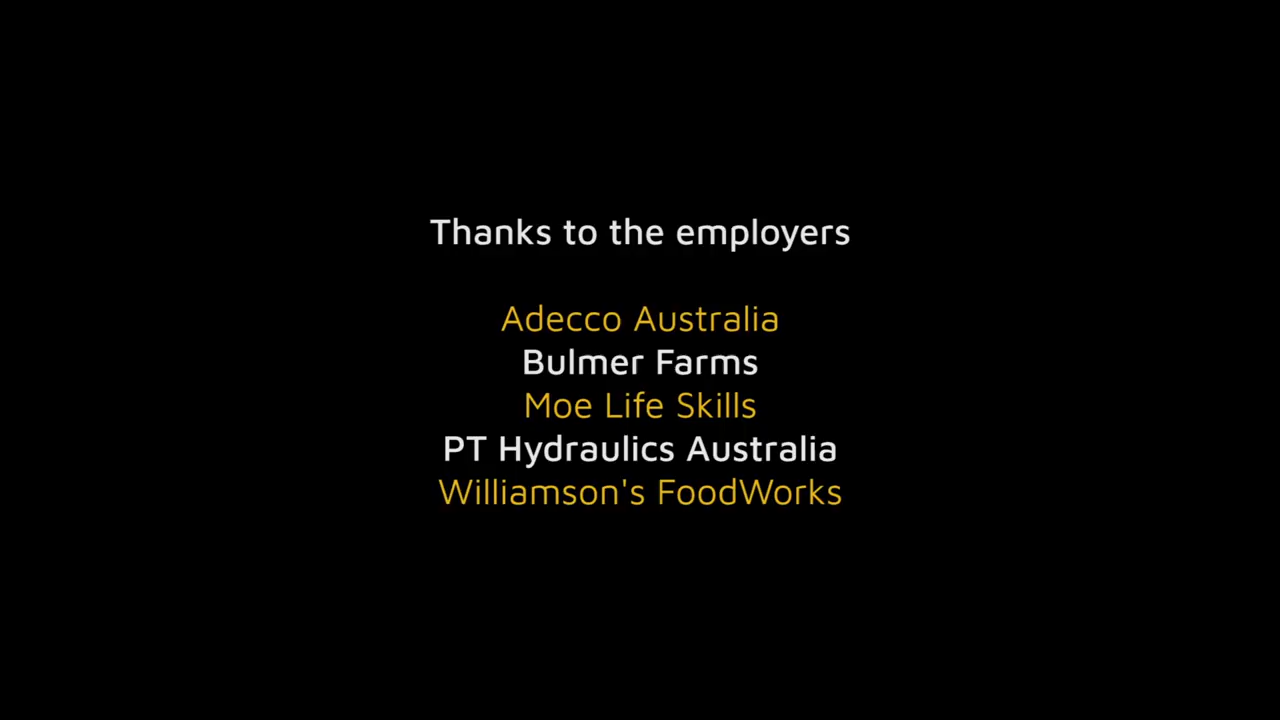 Thanks to the employers
Adecco Australia
Bulmer Farms
Moe Life Skills
PT Hydraulics Australia
Williamson's FoodWorks